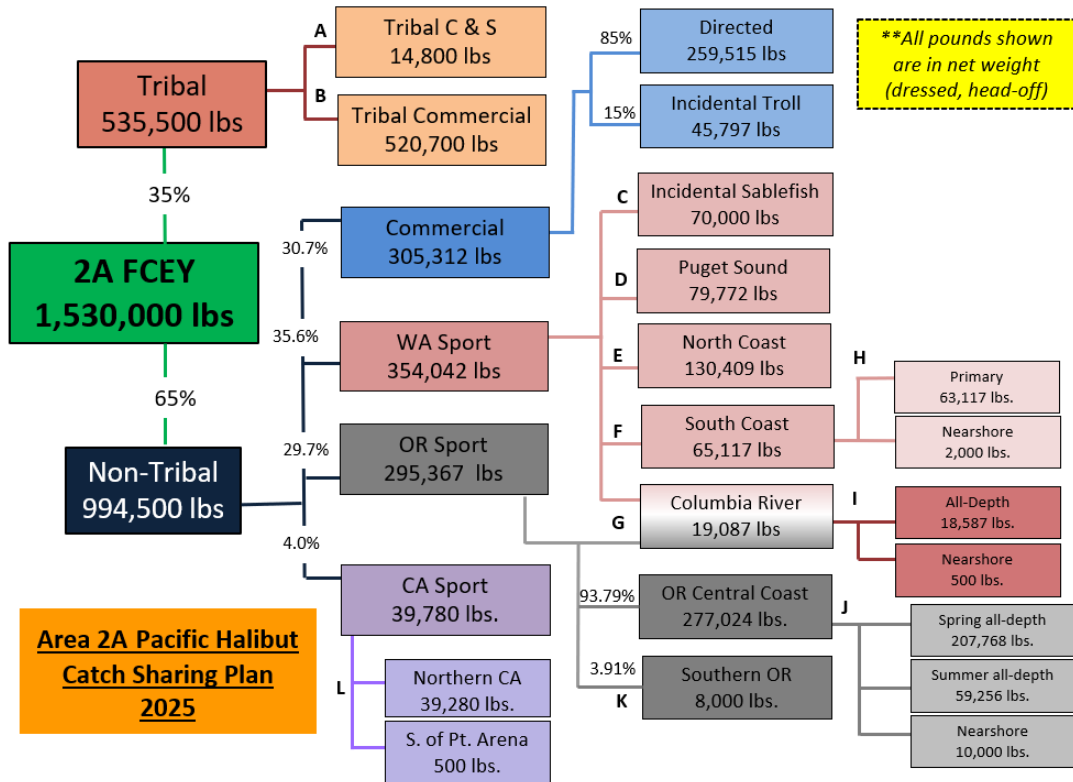 A
Tribal C & S
14,800 lbs
B
Tribal Commercial
520,700 lbs
Tribal
535,500 lbs
35%
2A FCEY
1,530,000 lbs
65%
Non-Tribal
994,500 lbs
30.7%
35.6%
29.7%
4.0%
Commercial
305,312 lbs
85%
Directed
259,515 lbs
15%
Incidental Troll
45,797 lbs
**All pounds shown
are in net weight
(dressed, head-off)
WA Sport
354,042 lbs
C
Incidental Sablefish
70,000 lbs
D
Puget Sound
79,772 lbs
E
North Coast
130,409 lbs
F
South Coast
65,117 lbs
H
Primary
63,117 lbs.
Nearshore
2,000 lbs.
G
Columbia River
19,087 lbs
I
All-Depth
18,587 lbs.
Nearshore
500 lbs.
OR Sport
295,367 lbs
93.79%
OR Central Coast
277,024 lbs.
J
Spring all-depth
207,768 lbs.
Summer all-depth
59,256 lbs.
Nearshore
10,000 lbs.
3.91%
K
Southern OR
8,000 lbs.
CA Sport
39,780 lbs.
L
Northern CA
39,280 lbs.
S. of Pt. Arena
500 lbs.
Area 2A Pacific Halibut
Catch Sharing Plan
2025